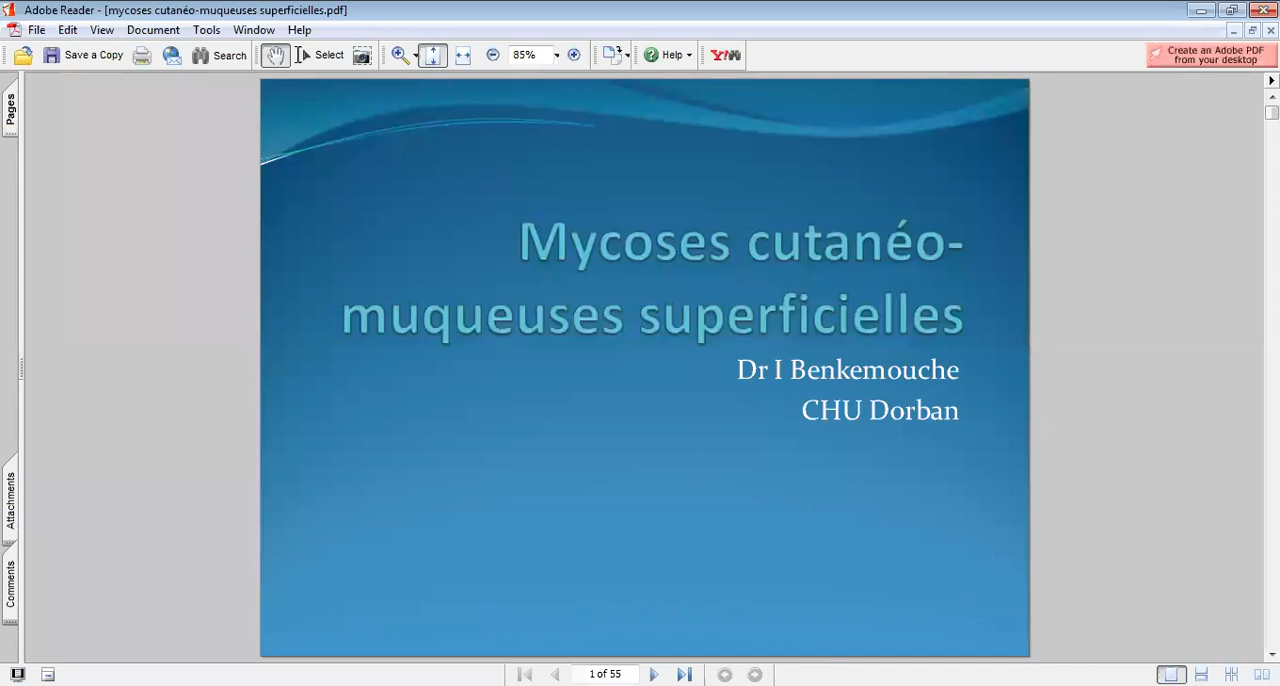 Adobe Reader - [mycoses cutanéo-muqueuses superficielles.pdf]
File Edit View Document Tools Window Help
Save a Copy Search Select 85% Help Y!
Create an Adobe PDF
from your desktop
Pages
Mycoses cutanéo-
muqueuses superficielles
Dr I Benkemouche
CHU Dorban
Attachments
Comments
1 of 55